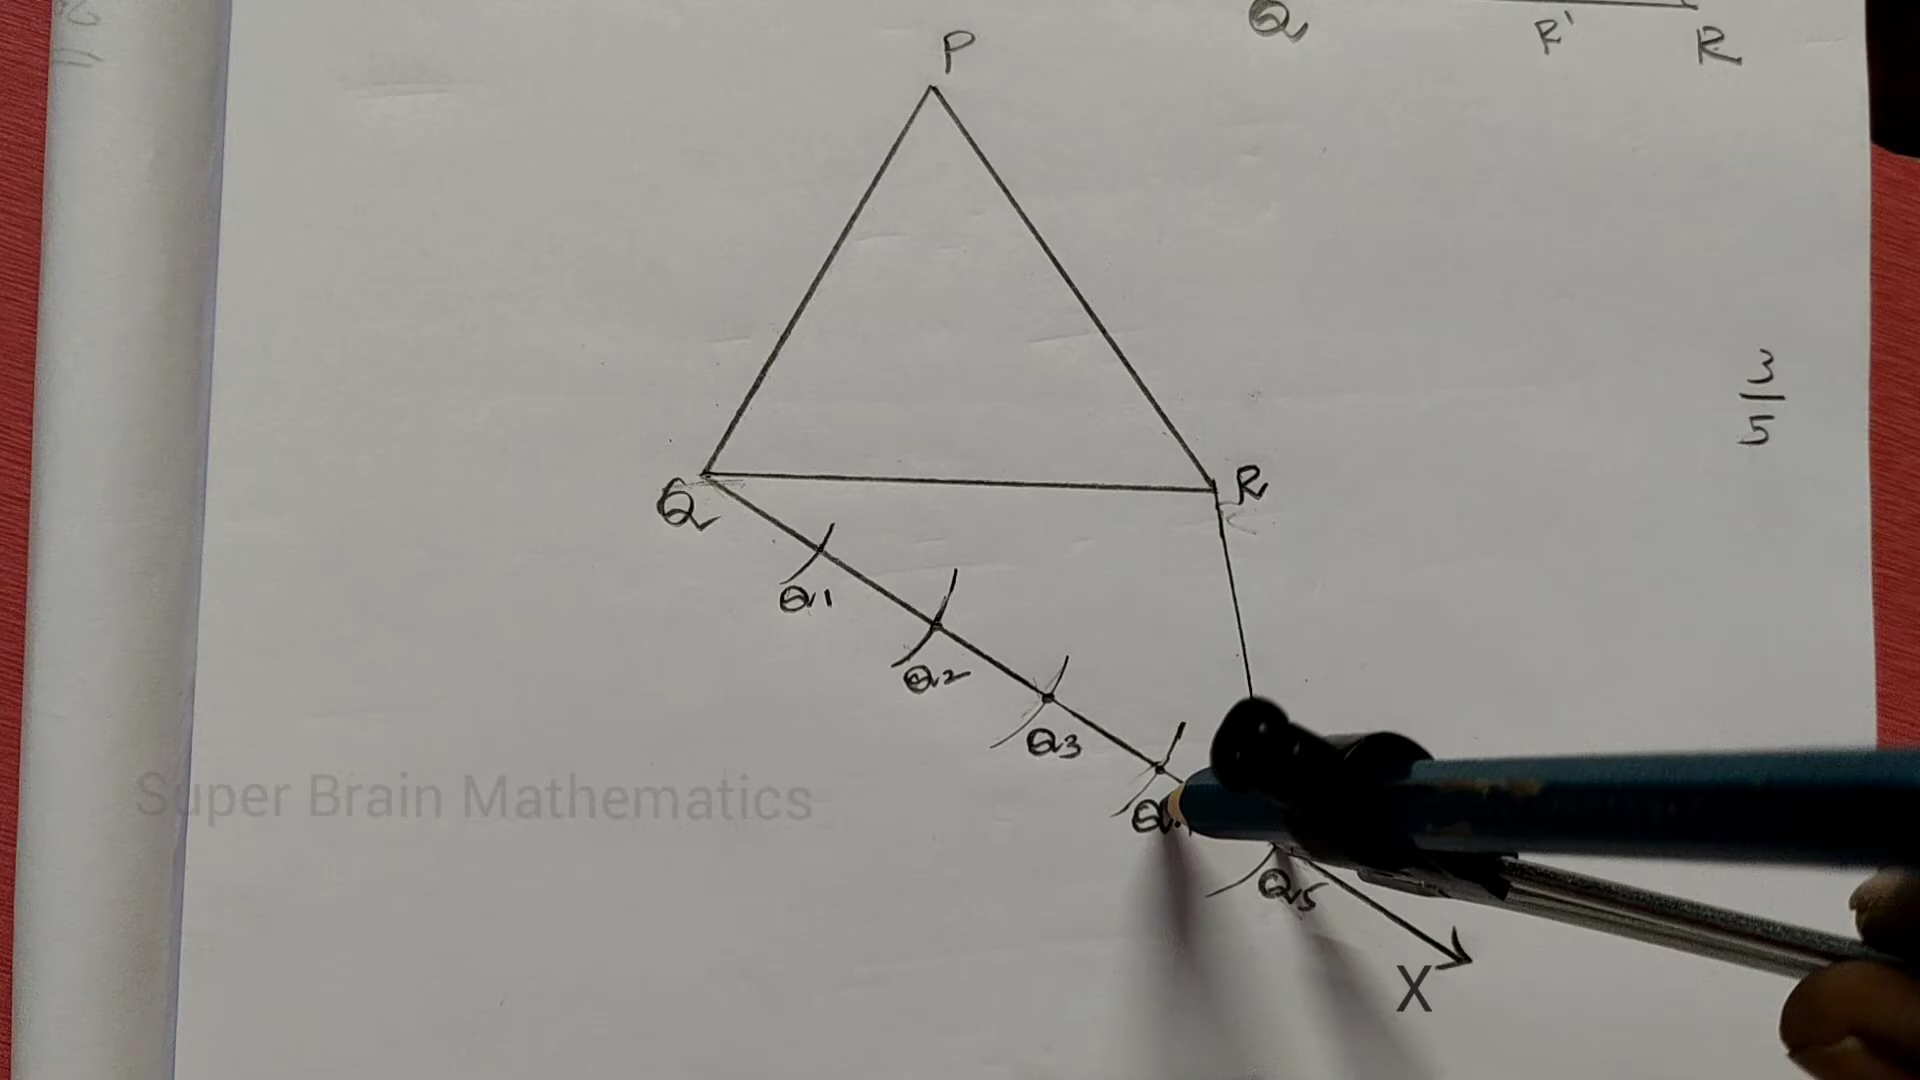 Q
R'
R
P
3/5
Q
R
Q1
Q2
Q3
Super Brain Mathematics
Q5
X